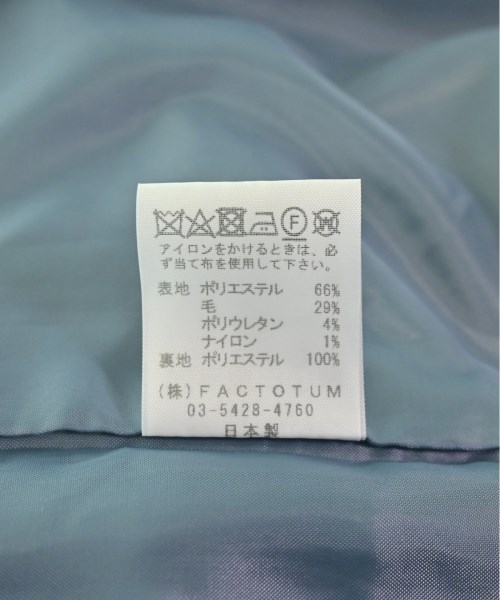 F W
アイロンをかけるときは、必
ず当て布を使用して下さい。
表地 ポリエステル 66%
毛 29%
ポリウレタン 4%
ナイロン 1%
裏地 ポリエステル 100%
(株) FACTOTUM
03-5428-4760
日本製